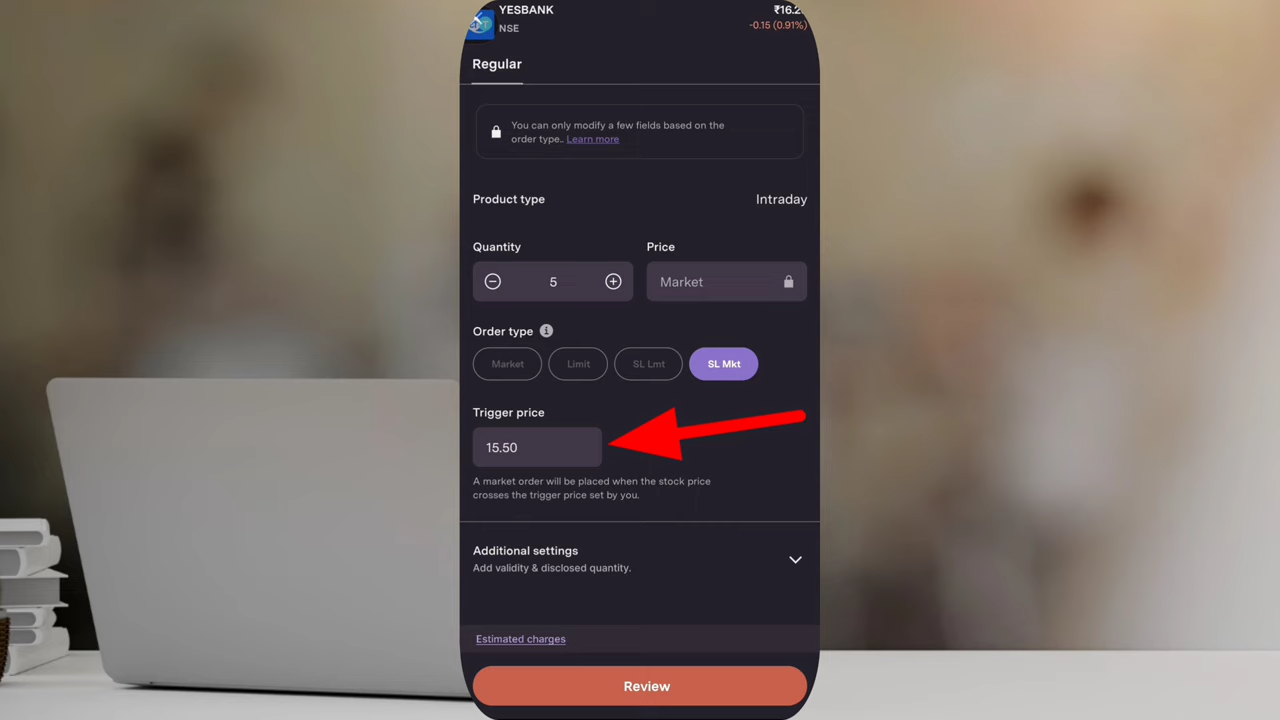 YESBANK
₹16.2
NSE
-0.15 (0.91%)
Regular
You can only modify a few fields based on the
order type.. Learn more
Product type
Intraday
Quantity
Price
5
Market
Order type
Market
Limit
SL Lmt
SL Mkt
Trigger price
15.50
A market order will be placed when the stock price
crosses the trigger price set by you.
Additional settings
Add validity & disclosed quantity.
Estimated charges
Review